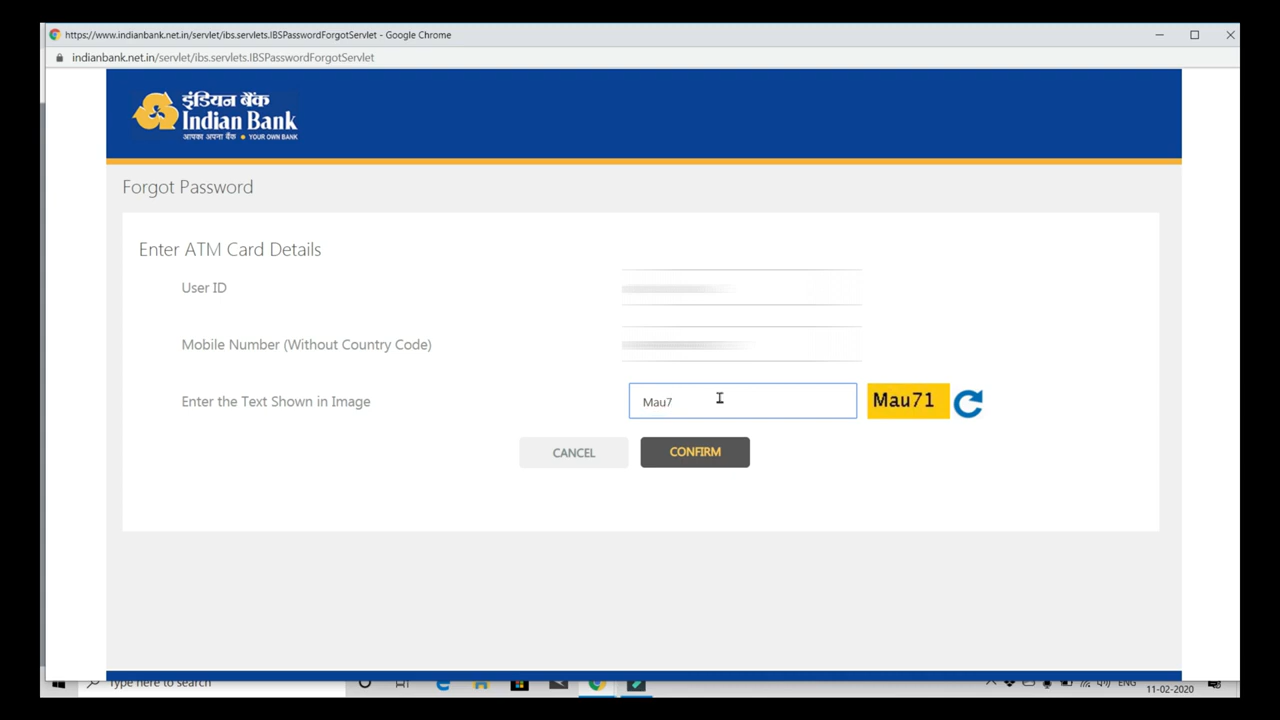 https://www.indianbank.net.in/servlet/ibs.servlets.IBSPasswordForgotServlet - Google Chrome
indianbank.net.in/servlet/ibs.servlets.IBSPasswordForgotServlet
इंडियन बैंक
Indian Bank
आपका अपना बैंक ● YOUR OWN BANK
Forgot Password
Enter ATM Card Details
User ID
Mobile Number (Without Country Code)
Enter the Text Shown in Image
Mau7
Mau71
CANCEL
CONFIRM
Type here to search
ENG
11-02-2020